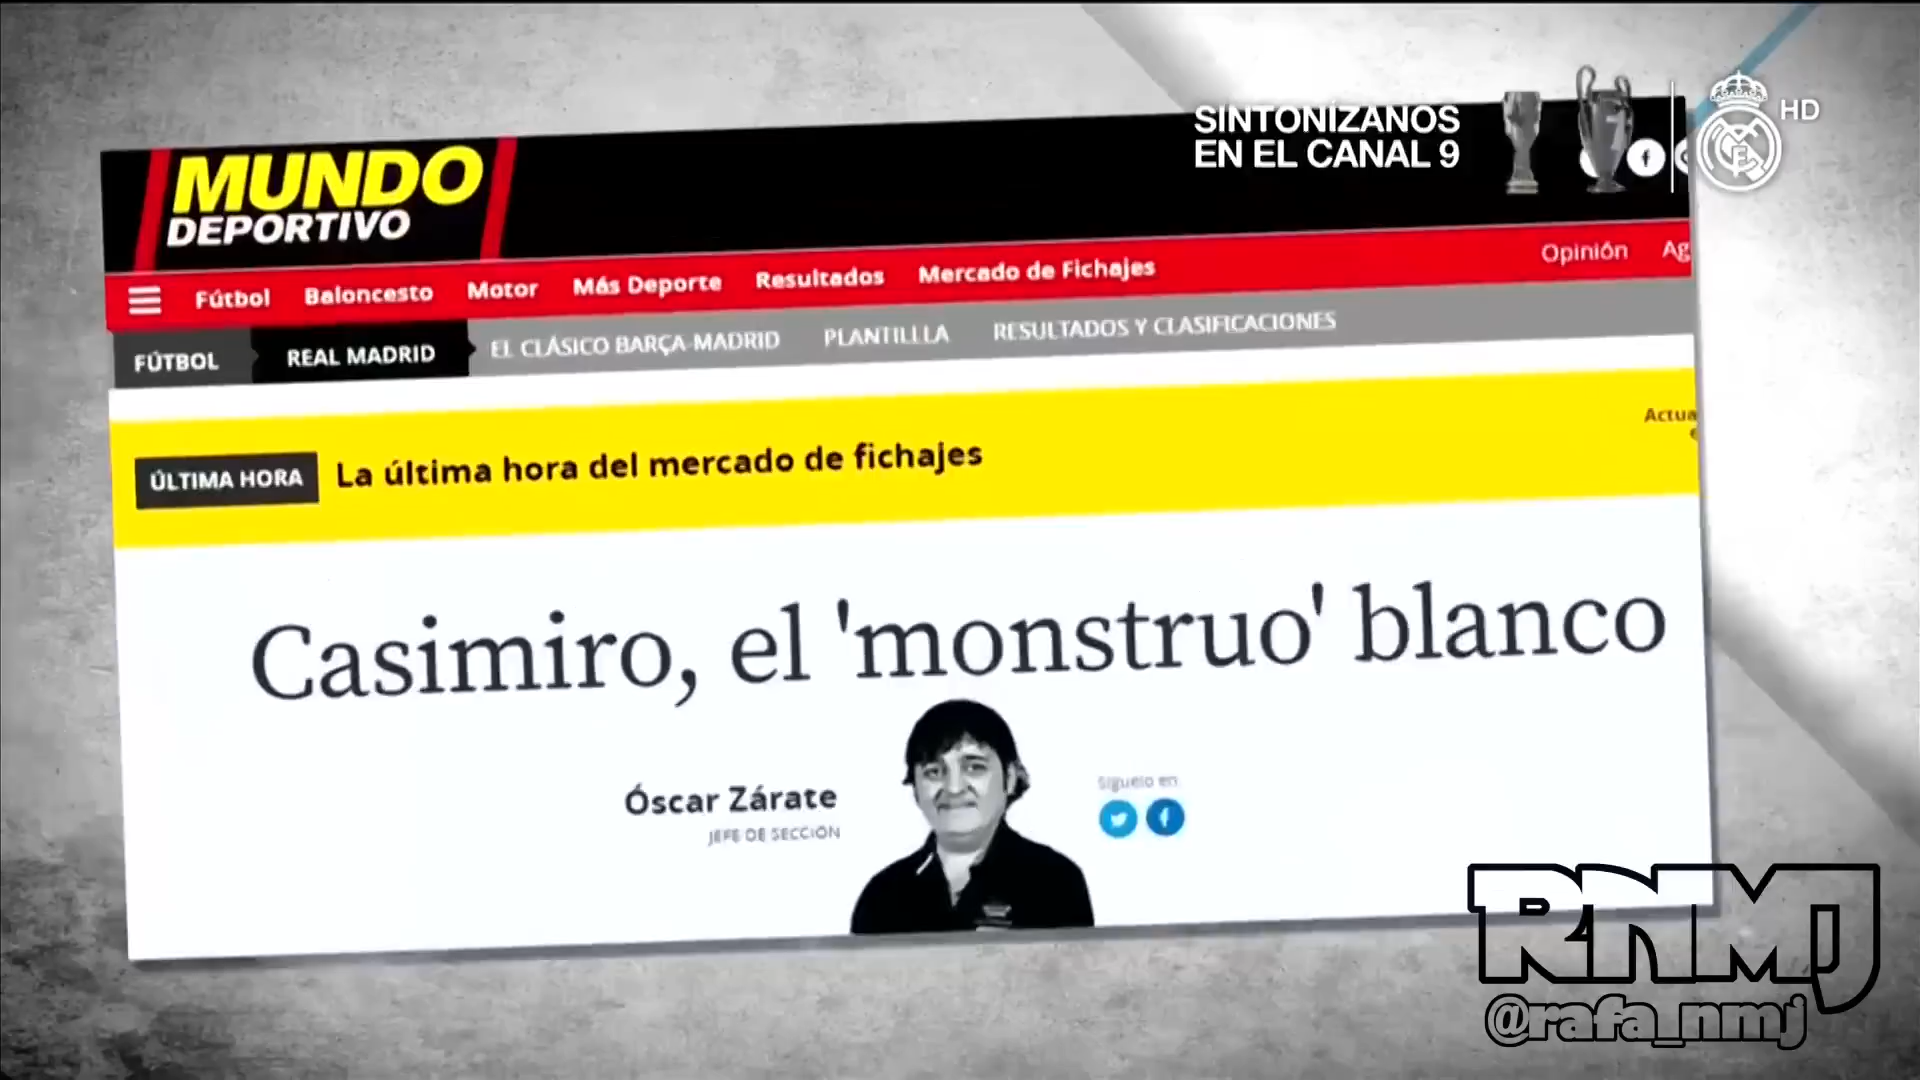 SINTONÍZANOS
EN EL CANAL 9
HD
MUNDO
DEPORTIVO
Opinión
Fútbol Baloncesto Motor Más Deporte Resultados Mercado de Fichajes
FÚTBOL REAL MADRID EL CLÁSICO BARÇA-MADRID PLANTILLLA RESULTADOS Y CLASIFICACIONES
ÚLTIMA HORA La última hora del mercado de fichajes
Casimiro, el 'monstruo' blanco
Óscar Zárate
JEFE DE SECCIÓN
Síguelo en
RNMJ
@rafa_nmj